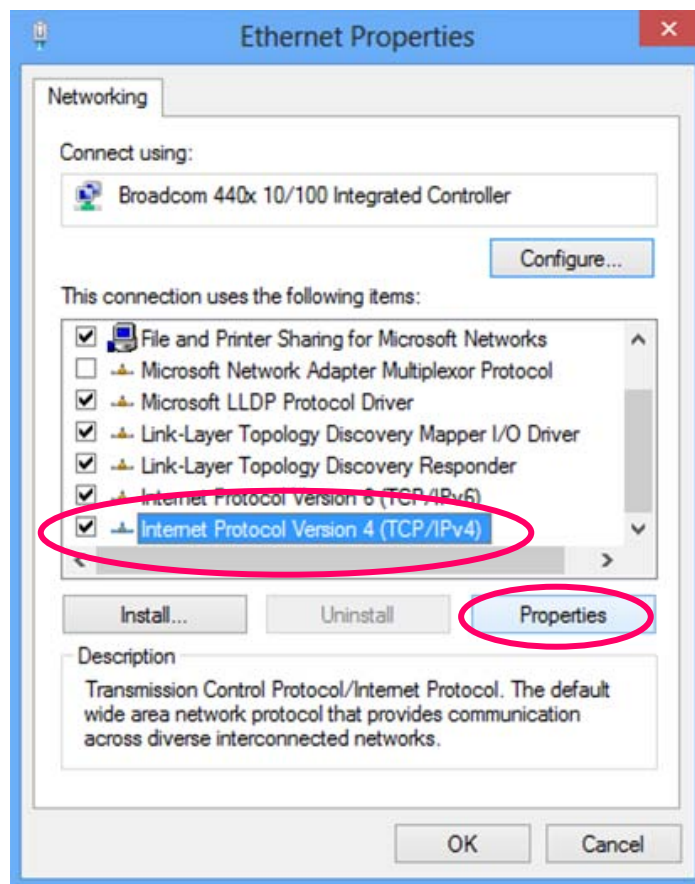 Ethernet Properties
Networking
Connect using:
Broadcom 440x 10/100 Integrated Controller
Configure...
This connection uses the following items:
File and Printer Sharing for Microsoft Networks
Microsoft Network Adapter Multiplexor Protocol
Microsoft LLDP Protocol Driver
Link-Layer Topology Discovery Mapper I/O Driver
Link-Layer Topology Discovery Responder
Internet Protocol Version 6 (TCP/IPv6)
Internet Protocol Version 4 (TCP/IPv4)
Install... Uninstall Properties
Description
Transmission Control Protocol/Internet Protocol. The default
wide area network protocol that provides communication
across diverse interconnected networks.
OK Cancel